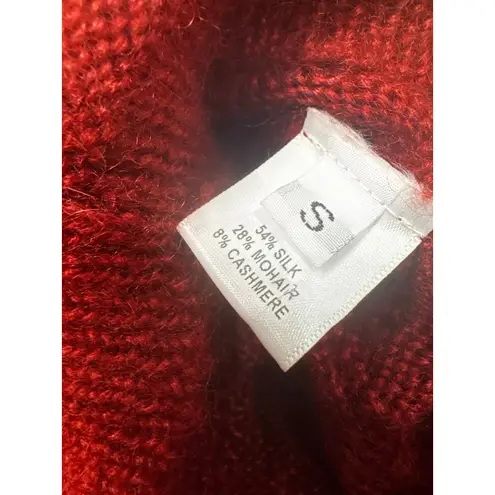 S
54% SILK
28% MOHAIR
8% CASHMERE